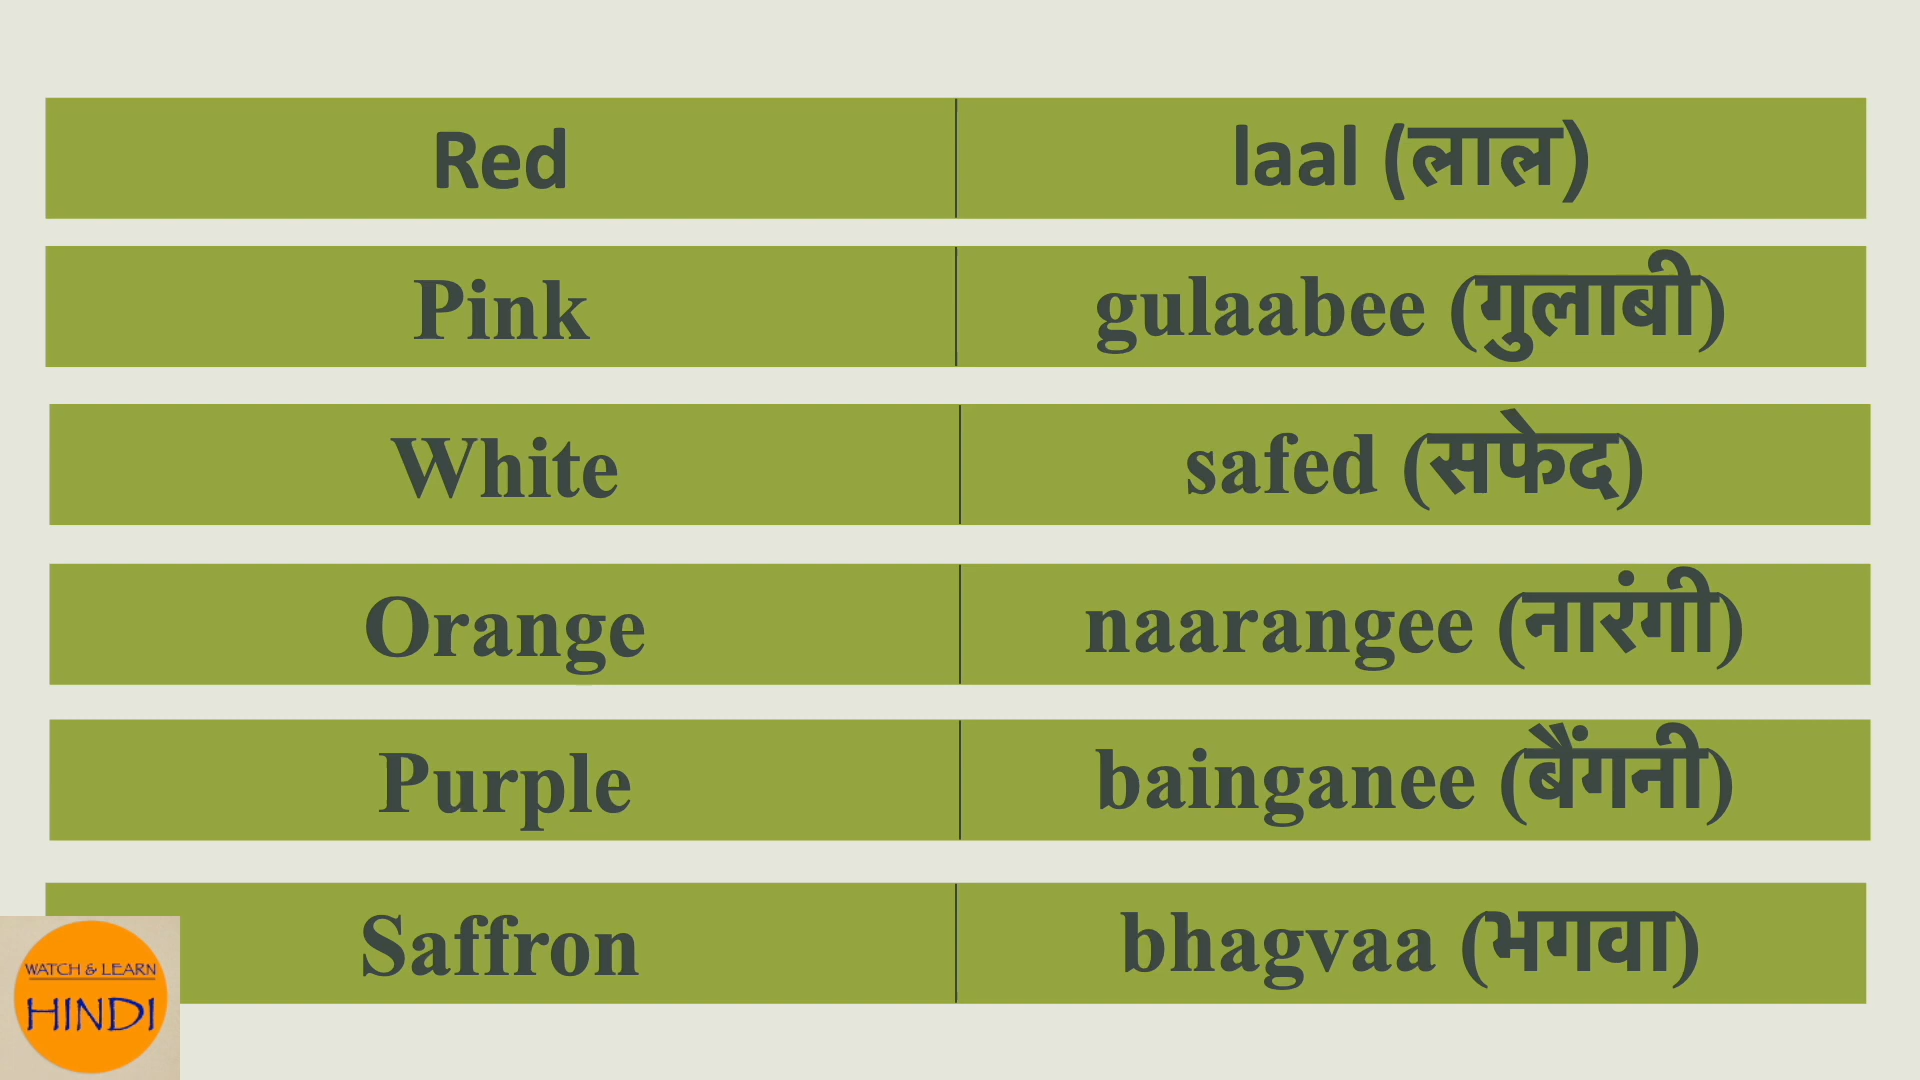 Red laal (लाल)
Pink gulaabee (गुलाबी)
White safed (सफेद)
Orange naarangee (नारंगी)
Purple bainganee (बैंगनी)
Saffron bhagvaa (भगवा)
WATCH & LEARN
HINDI